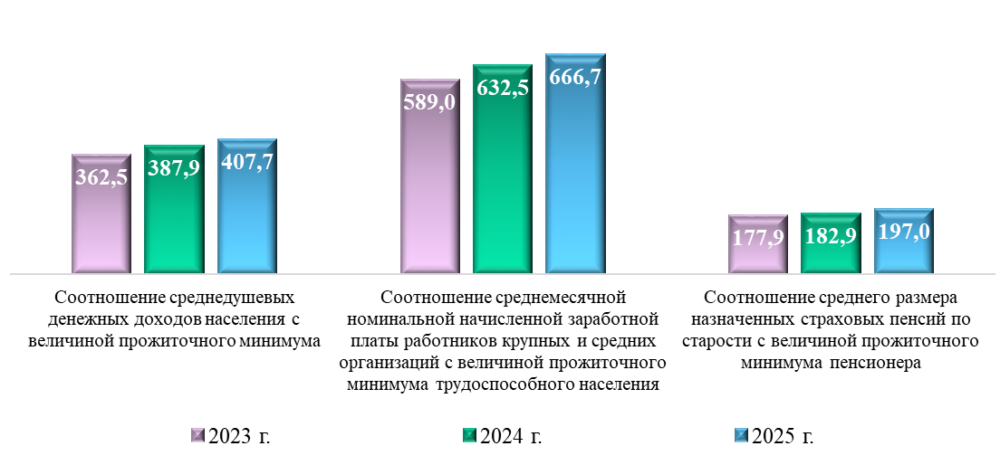 362,5
387,9
407,7
589,0
632,5
666,7
177,9
182,9
197,0
Соотношение среднедушевых
денежных доходов населения с
величиной прожиточного минимума
Соотношение среднемесячной
номинальной начисленной заработной
платы работников крупных и средних
организаций с величиной прожиточного
минимума трудоспособного населения
Соотношение среднего размера
назначенных страховых пенсий по
старости с величиной прожиточного
минимума пенсионера
2023 г.
2024 г.
2025 г.